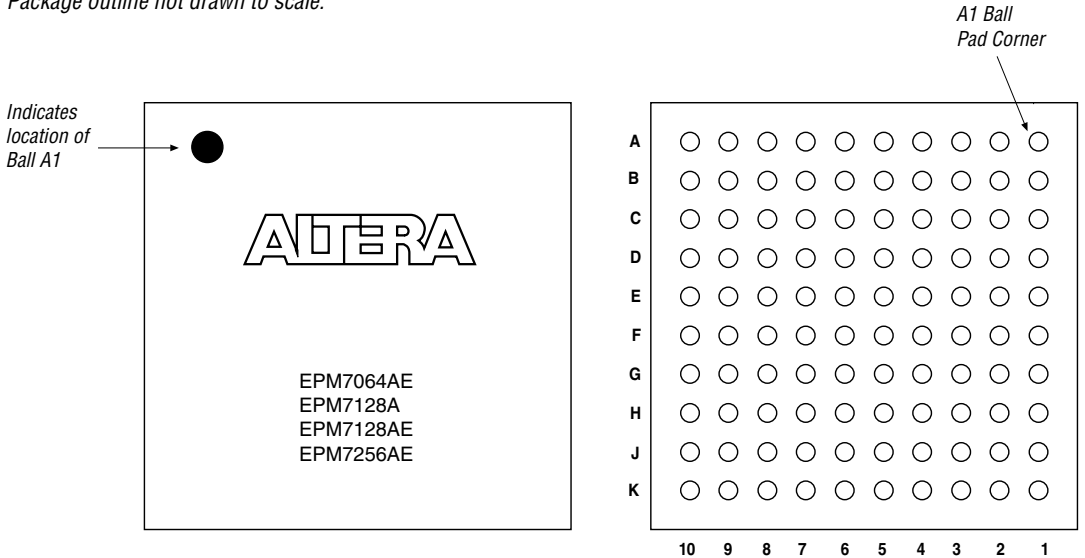 Package outline not drawn to scale.
A1 Ball
Pad Corner
Indicates
location of
Ball A1
ALTERA
EPM7064AE
EPM7128A
EPM7128AE
EPM7256AE
A
B
C
D
E
F
G
H
J
K
10 9 8 7 6 5 4 3 2 1